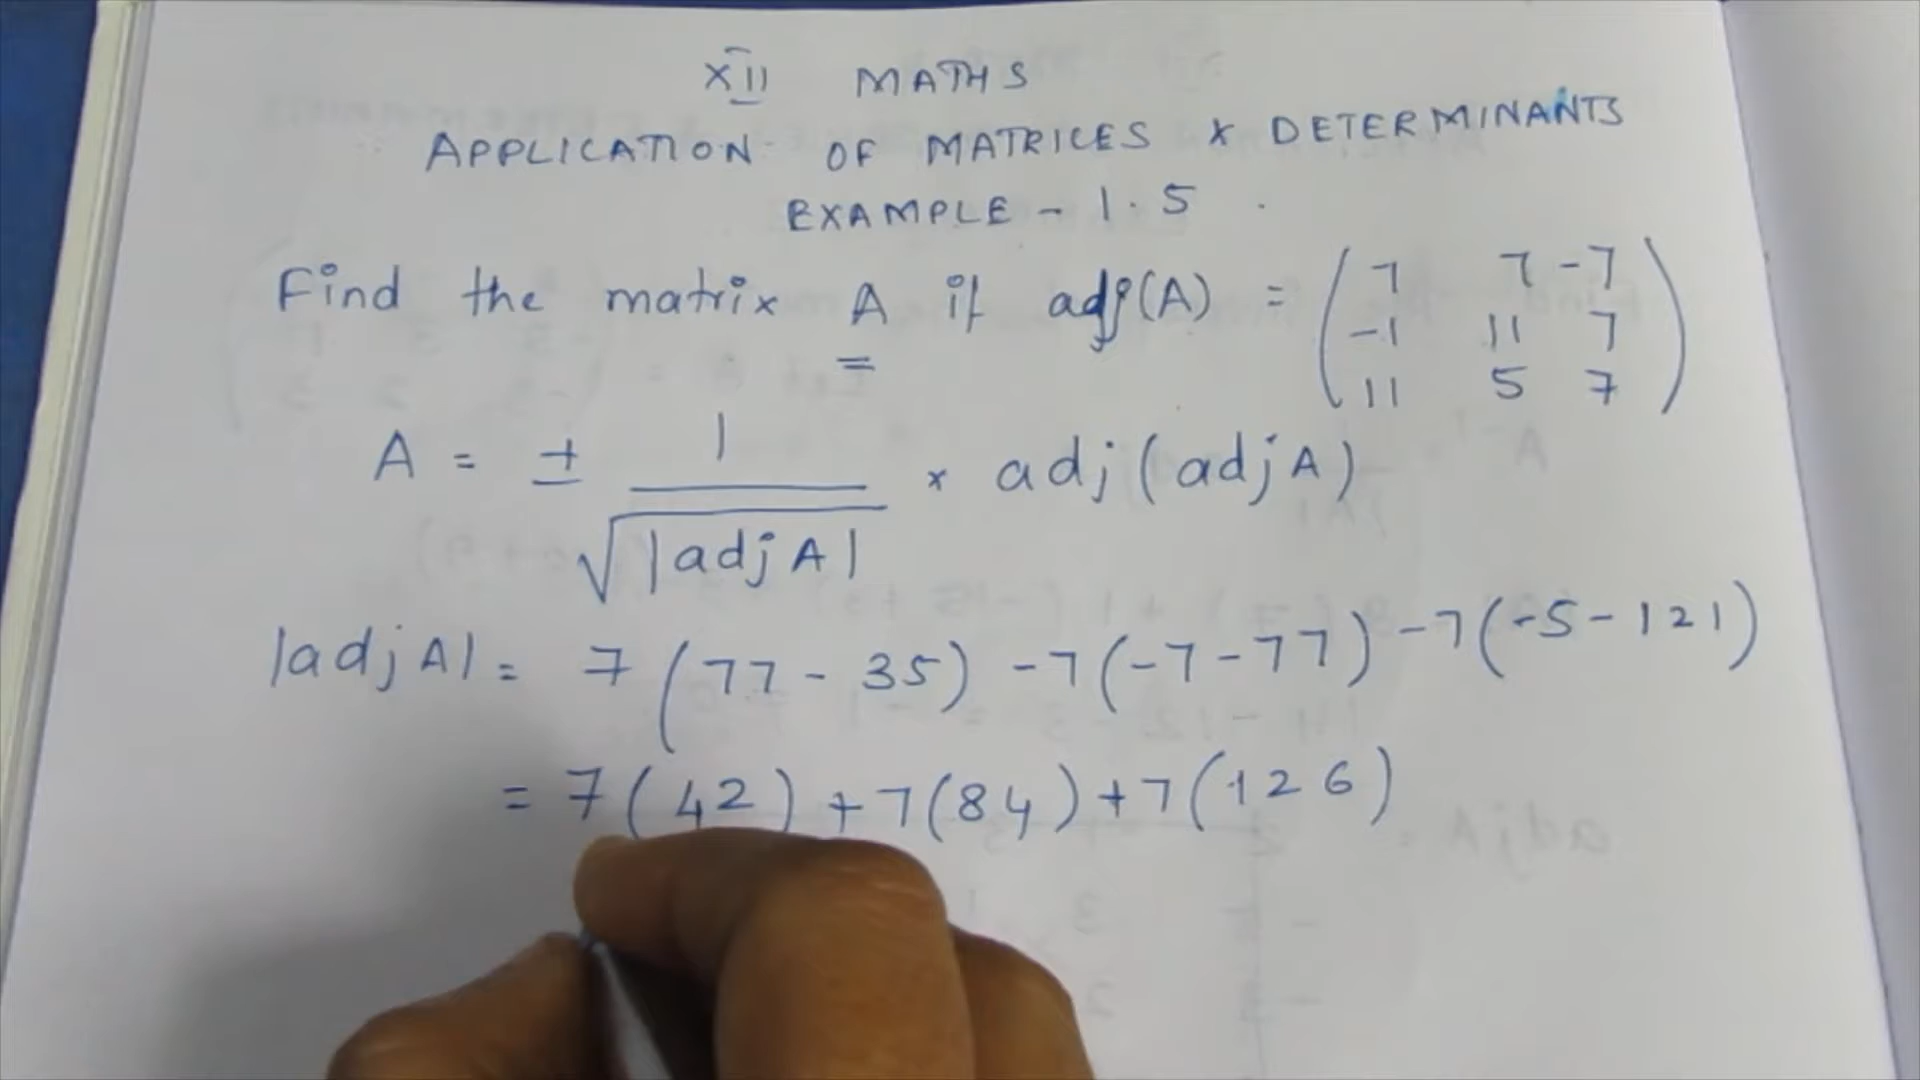 XII MATHS
APPLICATION OF MATRICES & DETERMINANTS
EXAMPLE - 1.5
Find the matrix A if adj(A) = ( 7 7 -7
-1 11 7
11 5 7 )
A = ± 1 / √|adj A| × adj(adj A)
|adj A| = 7(77 - 35) -7(-7-77) -7(-5-121)
= 7(42) +7(84) +7(126)